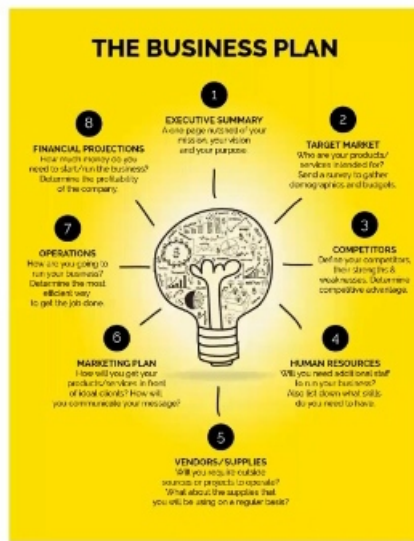 THE BUSINESS PLAN
1
EXECUTIVE SUMMARY
A one page nutshell of your
mission, your vision
and your purpose.
2
TARGET MARKET
Who are your products/
services intended for?
Send a survey to gather
demographics and budgets.
3
COMPETITORS
Define your competitors,
their strengths &
weaknesses. Determine
competitive advantage.
4
HUMAN RESOURCES
Will you need additional staff
to run your business?
Also list down what skills
do you need to have.
5
VENDORS/SUPPLIES
Will you require outside
sources or projects to operate?
What about the supplies that
you will be using on a regular basis?
6
MARKETING PLAN
How will you get your
products/services in front
of ideal clients? How will
you communicate your message?
7
OPERATIONS
How are you going to
run your business?
Determine the most
efficient way
to get the job done.
8
FINANCIAL PROJECTIONS
How much money do you
need to start/run the business?
Determine the profitability
of the company.
$